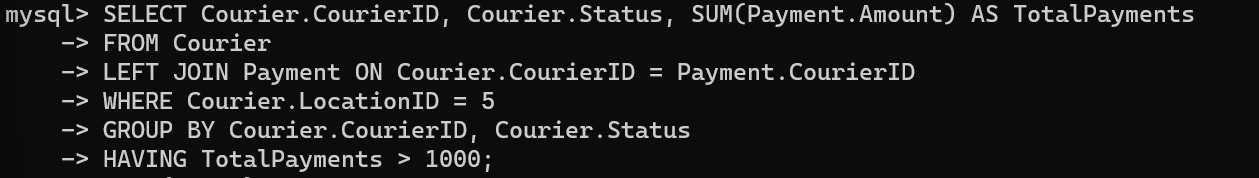 mysql> SELECT Courier.CourierID, Courier.Status, SUM(Payment.Amount) AS TotalPayments
    -> FROM Courier
    -> LEFT JOIN Payment ON Courier.CourierID = Payment.CourierID
    -> WHERE Courier.LocationID = 5
    -> GROUP BY Courier.CourierID, Courier.Status
    -> HAVING TotalPayments > 1000;